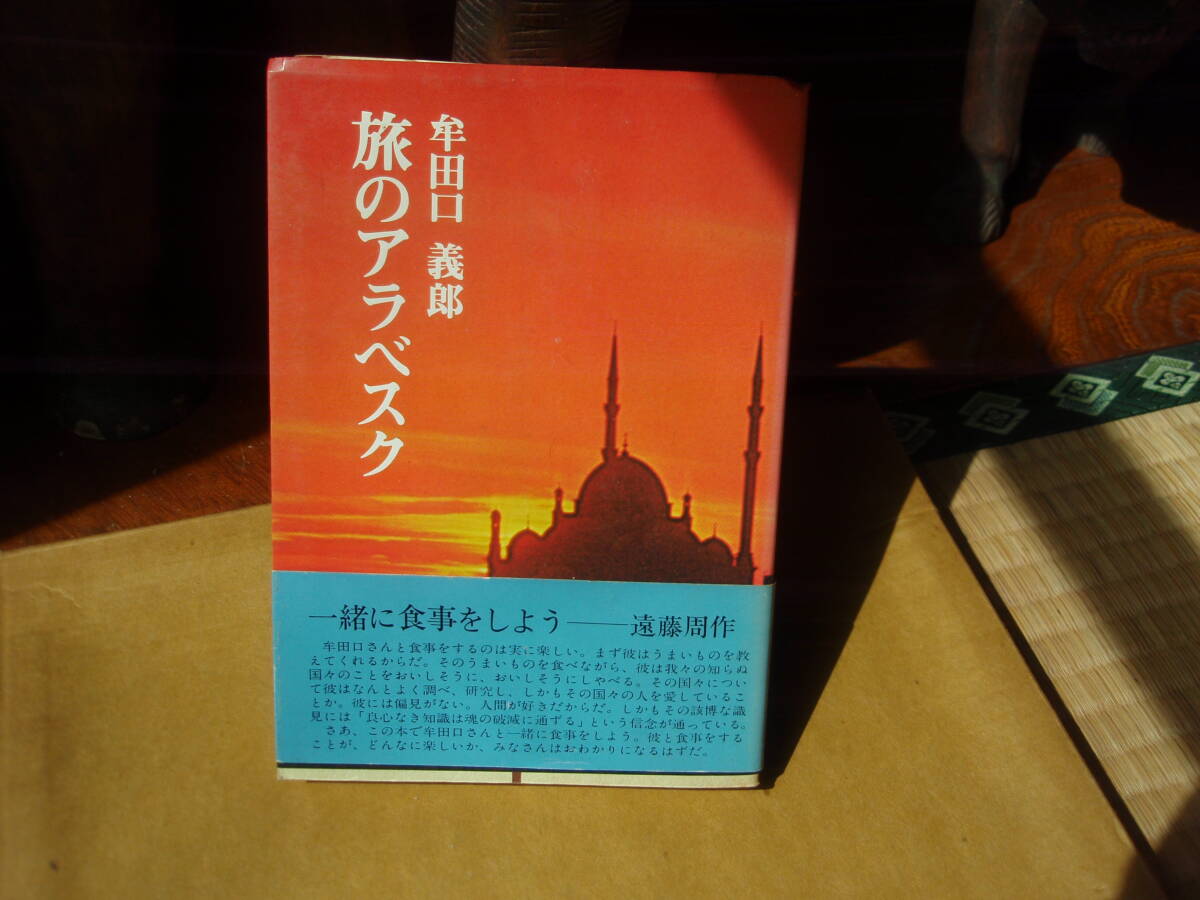 牟田口 義郎
旅のアラベスク
一緒に食事をしよう——遠藤周作
牟田口さんと食事をするのは実に楽しい。まず彼はうまいものを教
えてくれるからだ。そのうまいものを食べながら、彼は我々の知らぬ
国々のことをおいしそうに、おいしそうにしゃべる。その国々につい
て彼はなんとよく調べ、研究し、しかもその国々の人を愛しているこ
とか。彼には偏見がない。人間が好きだからだ。しかもその該博な識
見には「良心なき知識は魂の破滅に通ずる」という信念が通っている。
さあ、この本で牟田口さんと一緒に食事をしよう。彼と食事をする
ことが、どんなに楽しいか、みなさんはおわかりになるはずだ。